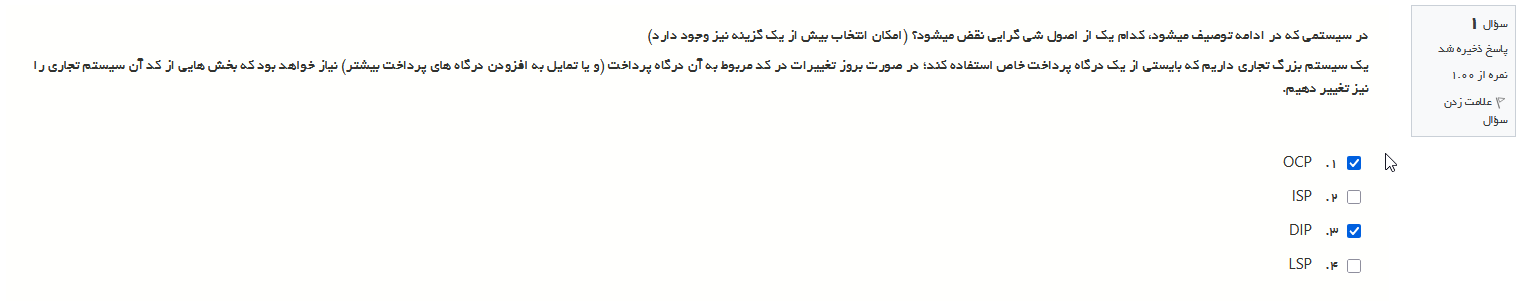 سؤال ۱
پاسخ ذخیره شد
نمره از ۱.۰۰
علامت زدن
سؤال
در سیستمی که در ادامه توصیف میشود، کدام یک از اصول شی گرایی نقض میشود؟ (امکان انتخاب بیش از یک گزینه نیز وجود دارد)
یک سیستم بزرگ تجاری داریم که بایستی از یک درگاه پرداخت خاص استفاده کند؛ در صورت بروز تغییرات در کد مربوط به آن درگاه پرداخت (و یا تمایل به افزودن درگاه های پرداخت بیشتر) نیاز خواهد بود که بخش هایی از کد آن سیستم تجاری را
نیز تغییر دهیم.
۱. OCP
۲. ISP
۳. DIP
۴. LSP